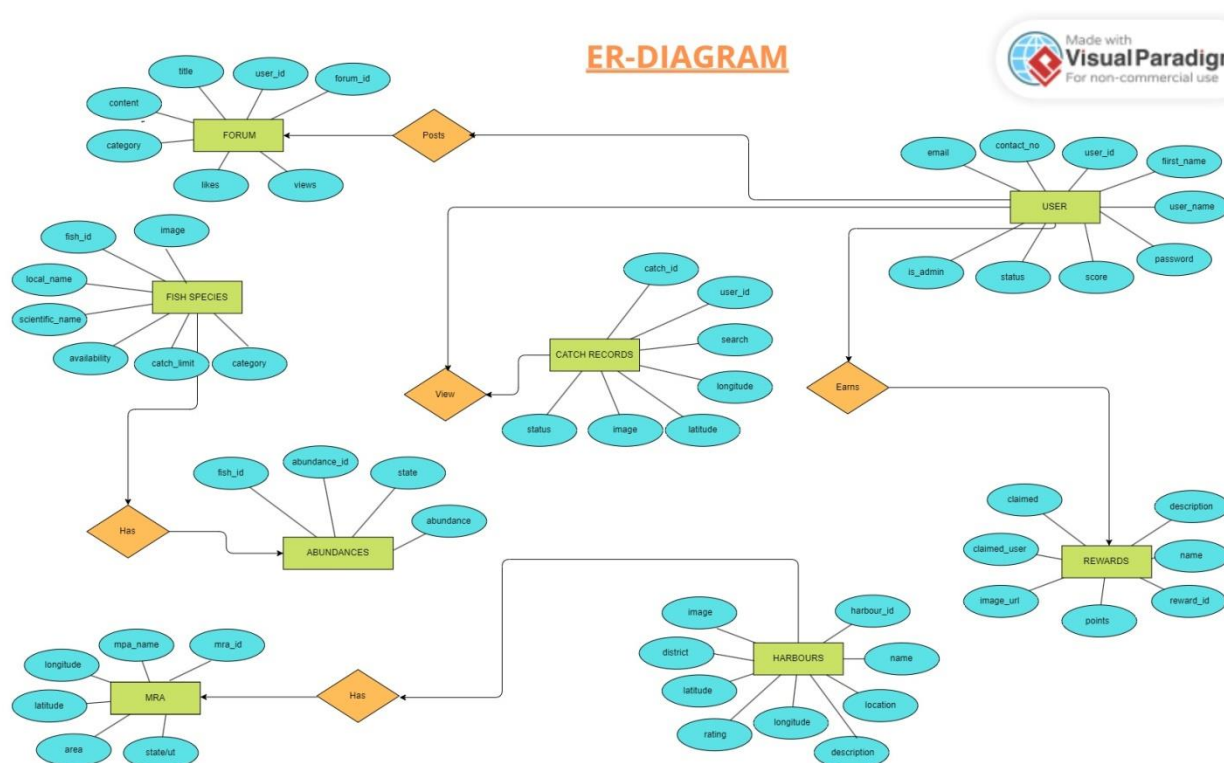 ER-DIAGRAM
Made with
Visual Paradigm
For non-commercial use
title
user_id
forum_id
content
category
FORUM
likes
views
Posts
email
contact_no
user_id
fiirst_name
user_name
USER
is_admin
status
score
password
fish_id
image
local_name
scientific_name
FISH SPECIES
availability
catch_limit
category
catch_id
user_id
search
longitude
CATCH RECORDS
status
image
latitude
View
Earns
Has
fish_id
abundance_id
state
abundance
ABUNDANCES
claimed
description
claimed_user
name
REWARDS
image_url
points
reward_id
mpa_name
mra_id
longitude
MRA
latitude
area
state/ut
Has
image
harbour_id
district
HARBOURS
name
latitude
location
rating
longitude
description